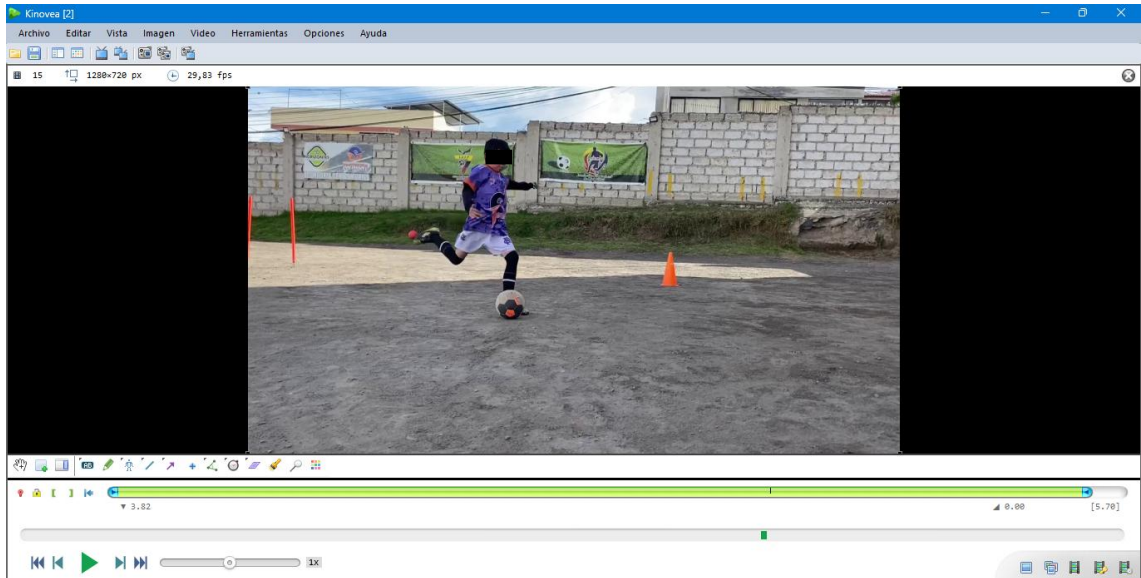 Kinovea [2]
Archivo Editar Vista Imagen Video Herramientas Opciones Ayuda
15 1280×720 px 29,83 fps
▼ 3.82 ◢ 0.00 [5.70]
1X